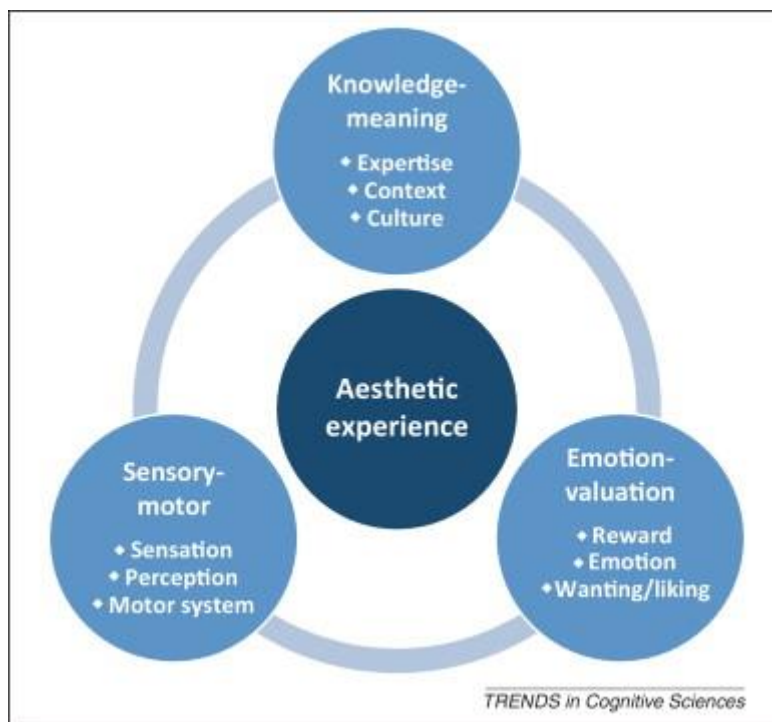 Knowledge-
meaning
◆ Expertise
◆ Context
◆ Culture
Aesthetic
experience
Sensory-
motor
◆ Sensation
◆ Perception
◆ Motor system
Emotion-
valuation
◆ Reward
◆ Emotion
◆ Wanting/liking
TRENDS in Cognitive Sciences